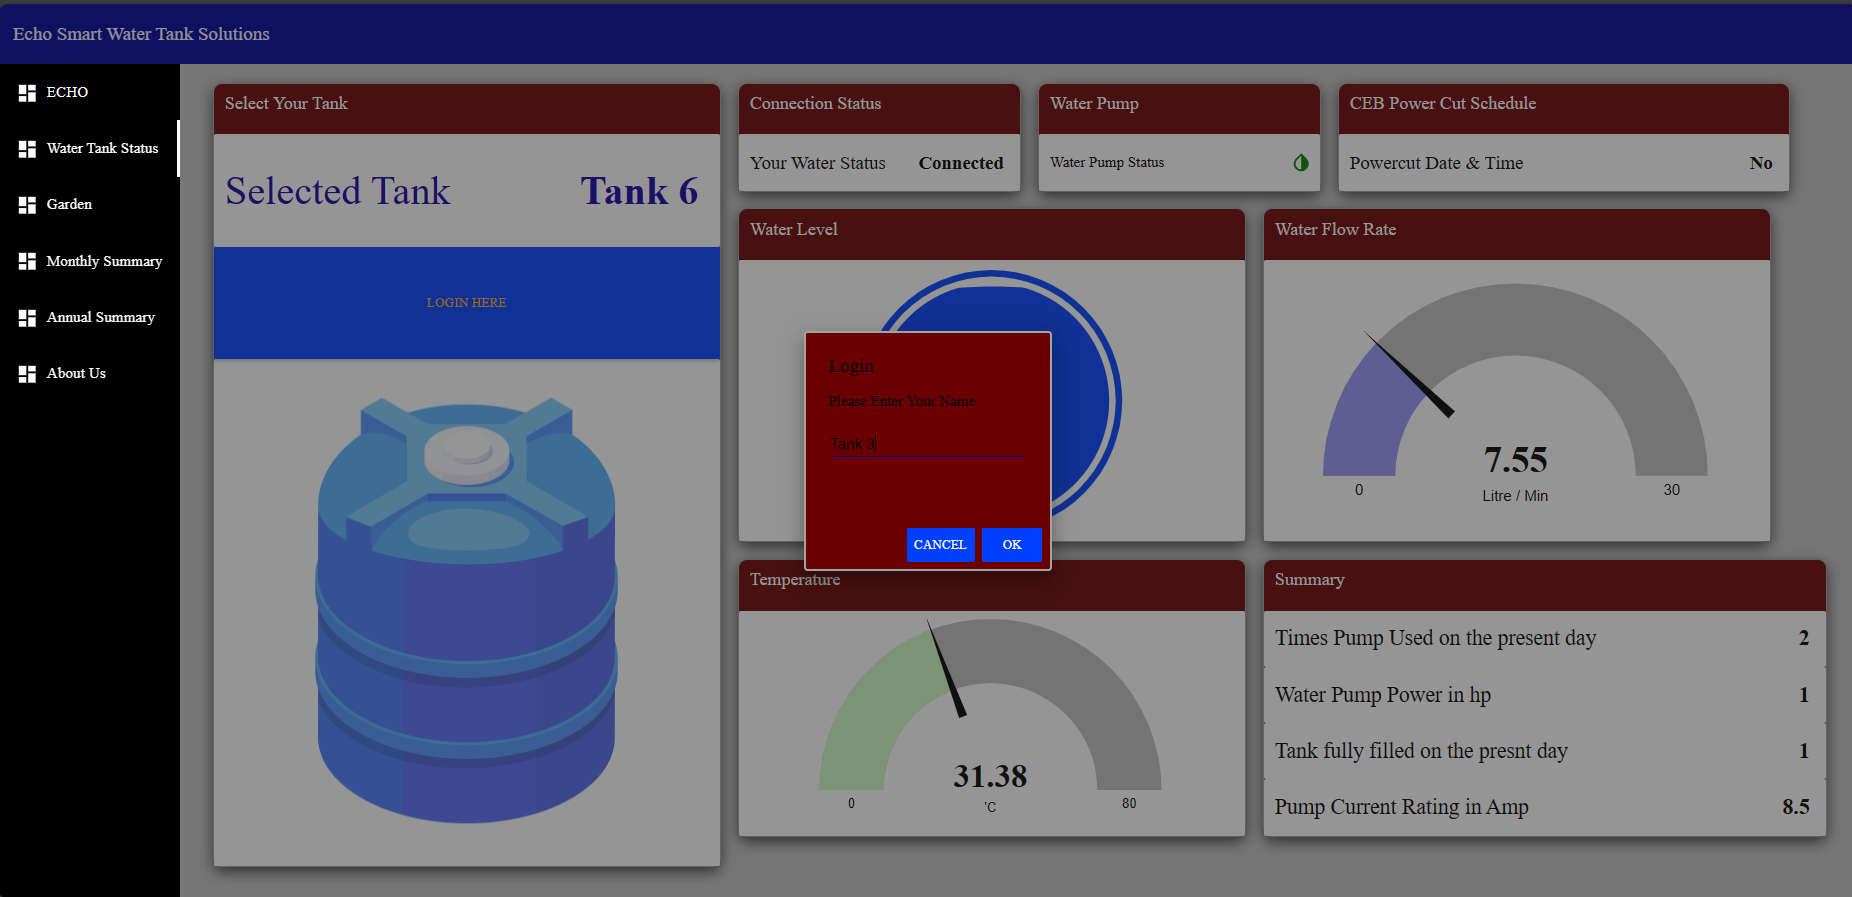 Echo Smart Water Tank Solutions
ECHO
Water Tank Status
Garden
Monthly Summary
Annual Summary
About Us
Select Your Tank
Selected Tank Tank 6
LOGIN HERE
Connection Status
Your Water Status Connected
Water Pump
Water Pump Status
CEB Power Cut Schedule
Powercut Date & Time No
Water Level
Water Flow Rate
7.55
0 Litre / Min 30
Login
Please Enter Your Name
Tank 3
CANCEL OK
Temperature
31.38
0 'C 80
Summary
Times Pump Used on the present day 2
Water Pump Power in hp 1
Tank fully filled on the presnt day 1
Pump Current Rating in Amp 8.5